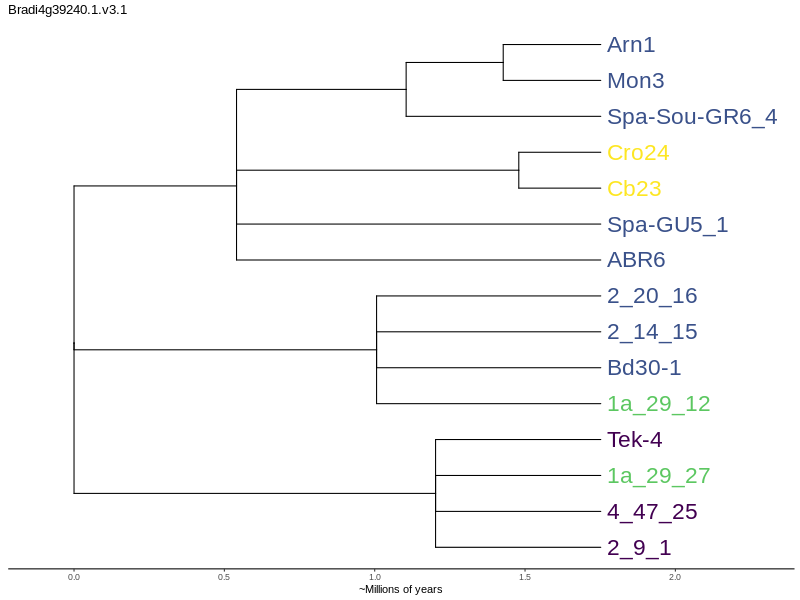 Bradi4g39240.1.v3.1
Arn1
Mon3
Spa-Sou-GR6_4
Cro24
Cb23
Spa-GU5_1
ABR6
2_20_16
2_14_15
Bd30-1
1a_29_12
Tek-4
1a_29_27
4_47_25
2_9_1
0.0 0.5 1.0 1.5 2.0
~Millions of years